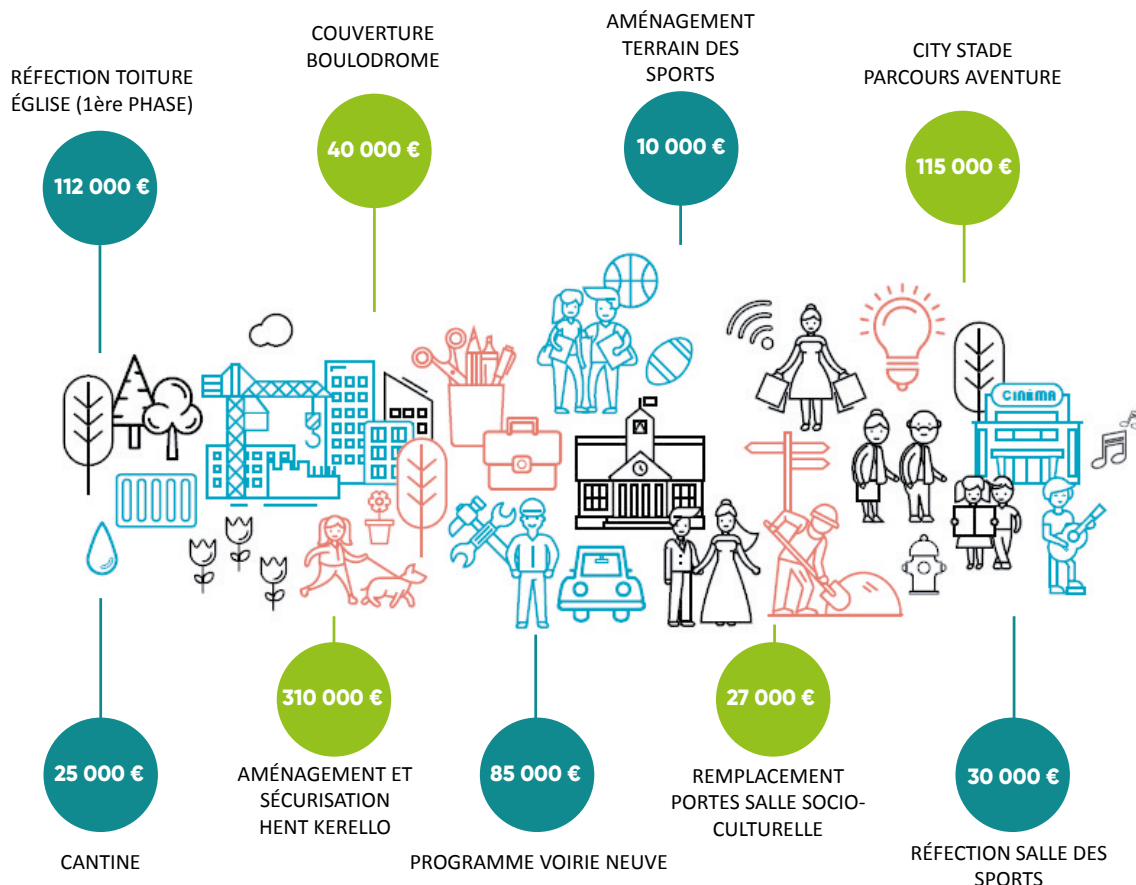 RÉFECTION TOITURE
ÉGLISE (1ère PHASE)
112 000 €
COUVERTURE
BOULODROME
40 000 €
AMÉNAGEMENT
TERRAIN DES
SPORTS
10 000 €
CITY STADE
PARCOURS AVENTURE
115 000 €
CINÉMA
25 000 €
CANTINE
310 000 €
AMÉNAGEMENT ET
SÉCURISATION
HENT KERELLO
85 000 €
PROGRAMME VOIRIE NEUVE
27 000 €
REMPLACEMENT
PORTES SALLE SOCIO-
CULTURELLE
30 000 €
RÉFECTION SALLE DES
SPORTS